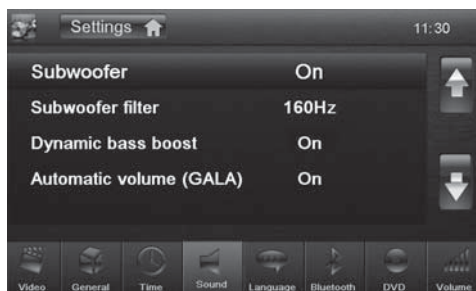 Settings 11:30
Subwoofer On
Subwoofer filter 160Hz
Dynamic bass boost On
Automatic volume (GALA) On
Video General Time Sound Language Bluetooth DVD Volume